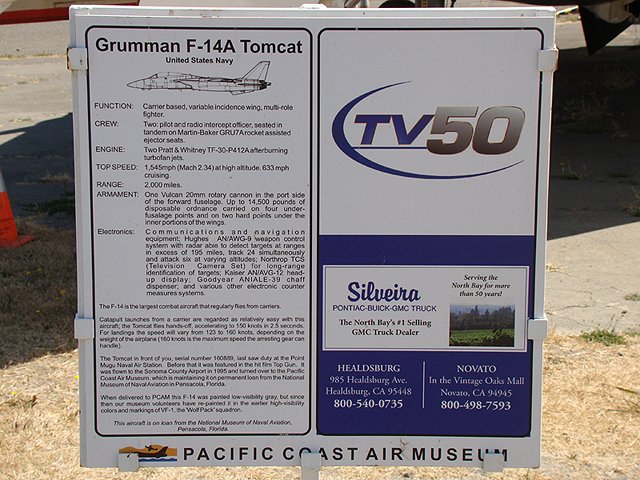 Grumman F-14A Tomcat
United States Navy
FUNCTION: Carrier based, variable incidence wing, multi-role
fighter.
CREW: Two: pilot and radio intercept officer, seated in
tandem on Martin-Baker GRU7A rocket assisted
ejector seats.
ENGINE: Two Pratt & Whitney TF-30-P412A afterburning
turbofan jets.
TOP SPEED: 1,545mph (Mach 2.34) at high altitude. 633 mph
cruising.
RANGE: 2,000 miles.
ARMAMENT: One Vulcan 20mm rotary cannon in the port side
of the forward fuselage. Up to 14,500 pounds of
disposable ordnance carried on four under-
fusalage points and on two hard points under the
inner portions of the wings.
Electronics: Communications and navigation
equipment; Hughes AN/AWG-9 weapon control
system with radar able to detect targets at ranges
in excess of 195 miles, track 24 simultaneously
and attack six at varying altitudes; Northrop TCS
(Television Camera Set) for long-range
identification of targets; Kaiser AN/AVG-12 head-
up display; Goodyear AN/ALE-39 chaff
dispenser; and various other electronic counter
measures systems.
The F-14 is the largest combat aircraft that regularly flies from carriers.
Catapult launches from a carrier are regarded as relatively easy with this
aircraft; the Tomcat flies hands-off, accelerating to 150 knots in 2.5 seconds.
For landings the speed will vary from 123 to 160 knots, depending on the
weight of the airplane (160 knots is the maximum speed the arresting gear can
handle).
The Tomcat in front of you, serial number 160889, last saw duty at the Point
Mugu Naval Air Station. Before that it was featured in the hit film Top Gun. It
was flown to the Sonoma County Airport in 1995 and turned over to the Pacific
Coast Air Museum, which is maintaining it on permanent loan from the National
Museum of Naval Aviation in Pensacola, Florida.
When delivered to PCAM this F-14 was painted low-visibility gray, but since
then our museum volunteers have re-painted it in the earlier high-visibility
colors and markings of VF-1, the 'Wolf Pack' squadron.
This aircraft is on loan from the National Museum of Naval Aviation,
Pensacola, Florida.
TV50
Silveira
PONTIAC-BUICK-GMC TRUCK
The North Bay's #1 Selling
GMC Truck Dealer
Serving the
North Bay for more
than 50 years!
HEALDSBURG
985 Healdsburg Ave.
Healdsburg, CA 95448
800-540-0735
NOVATO
In the Vintage Oaks Mall
Novato, CA 94945
800-498-7593
PACIFIC COAST AIR MUSEUM